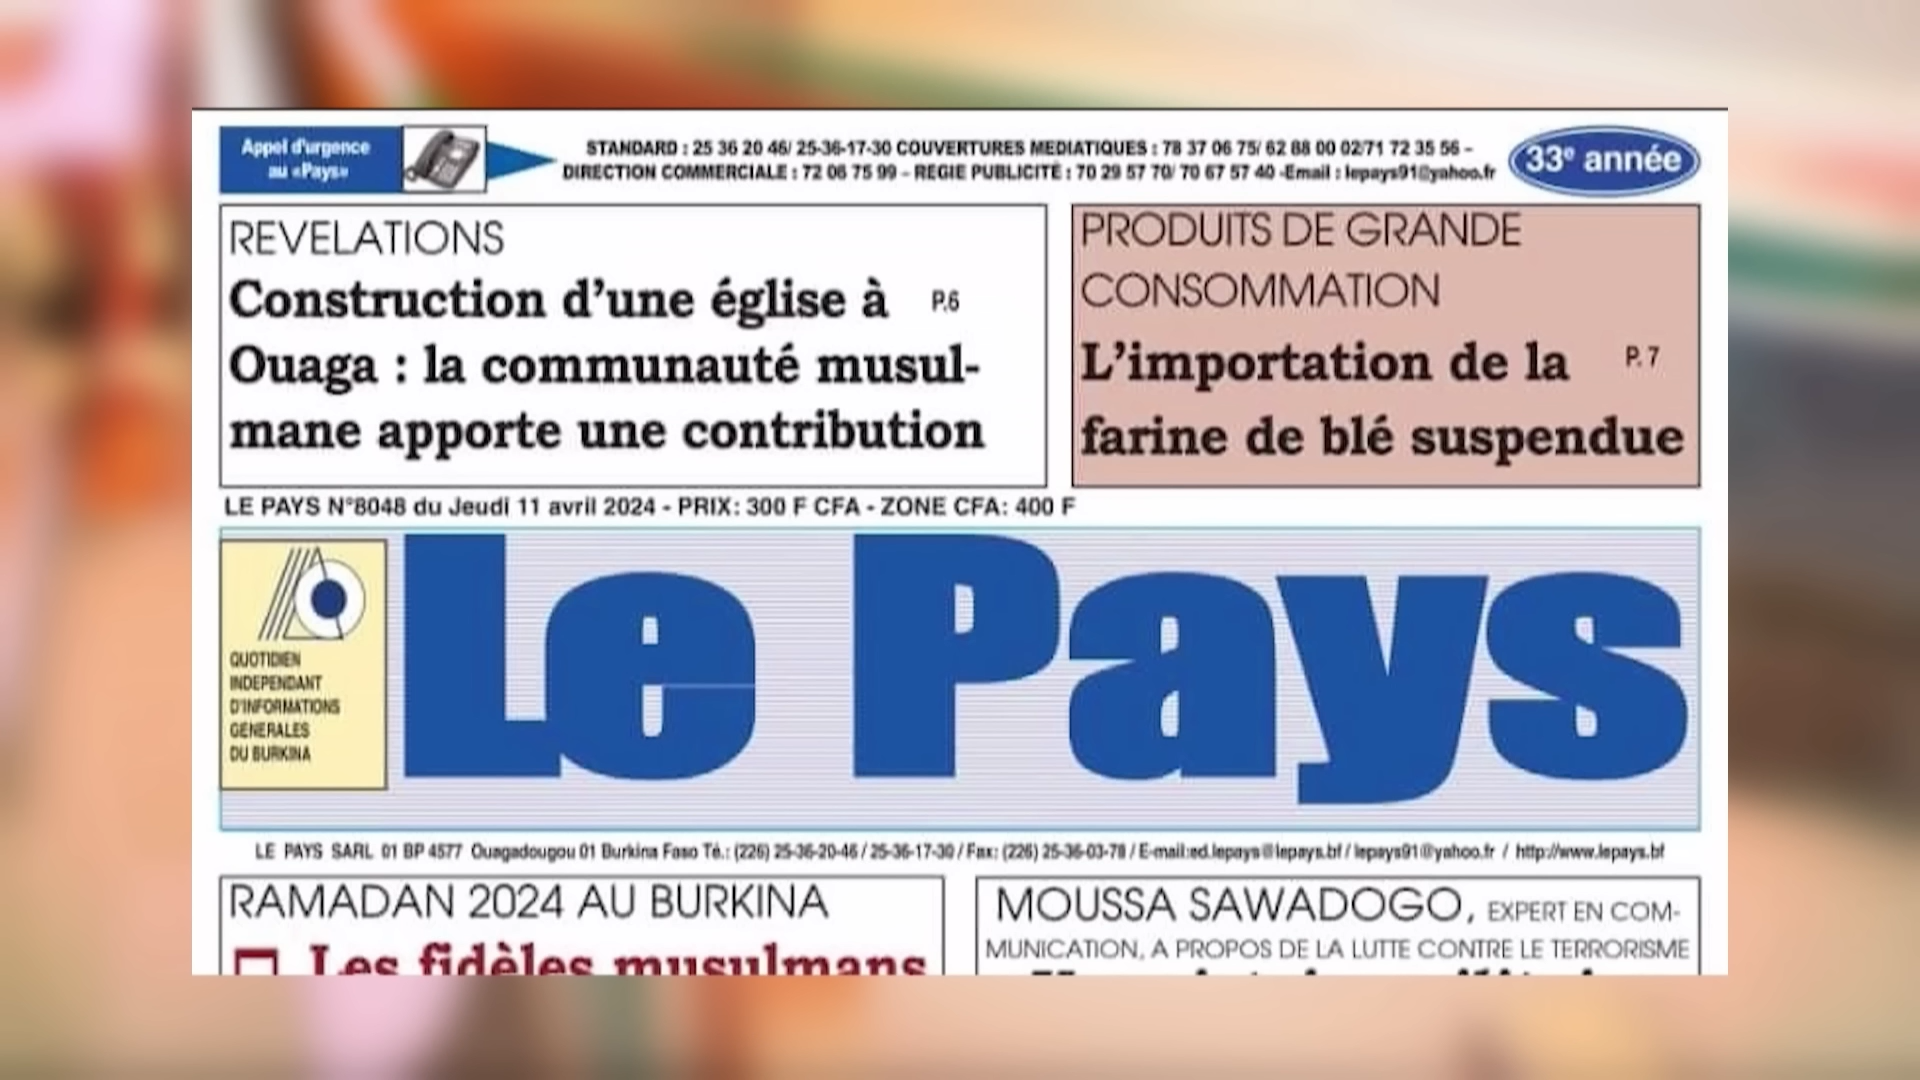 Appel d'urgence
au «Pays»
STANDARD : 25 36 20 46/ 25-36-17-30 COUVERTURES MEDIATIQUES : 78 37 06 75/ 62 88 00 02/71 72 35 56 –
DIRECTION COMMERCIALE : 72 06 75 99 – REGIE PUBLICITÉ : 70 29 57 70/ 70 67 57 40 -Email : lepays91@yahoo.fr
33e année
REVELATIONS
Construction d'une église à P.6
Ouaga : la communauté musul-
mane apporte une contribution
PRODUITS DE GRANDE
CONSOMMATION
L'importation de la P. 7
farine de blé suspendue
LE PAYS N°8048 du Jeudi 11 avril 2024 - PRIX: 300 F CFA - ZONE CFA: 400 F
QUOTIDIEN
INDEPENDANT
D'INFORMATIONS
GENERALES
DU BURKINA
Le Pays
LE PAYS SARL 01 BP 4577 Ouagadougou 01 Burkina Faso Té.: (226) 25-36-20-46 / 25-36-17-30 / Fax: (226) 25-36-03-78 / E-mail:ed.lepays@lepays.bf / lepays91@yahoo.fr / http://www.lepays.bf
RAMADAN 2024 AU BURKINA
Les fidèles musulmans
MOUSSA SAWADOGO, EXPERT EN COM-
MUNICATION, A PROPOS DE LA LUTTE CONTRE LE TERRORISME